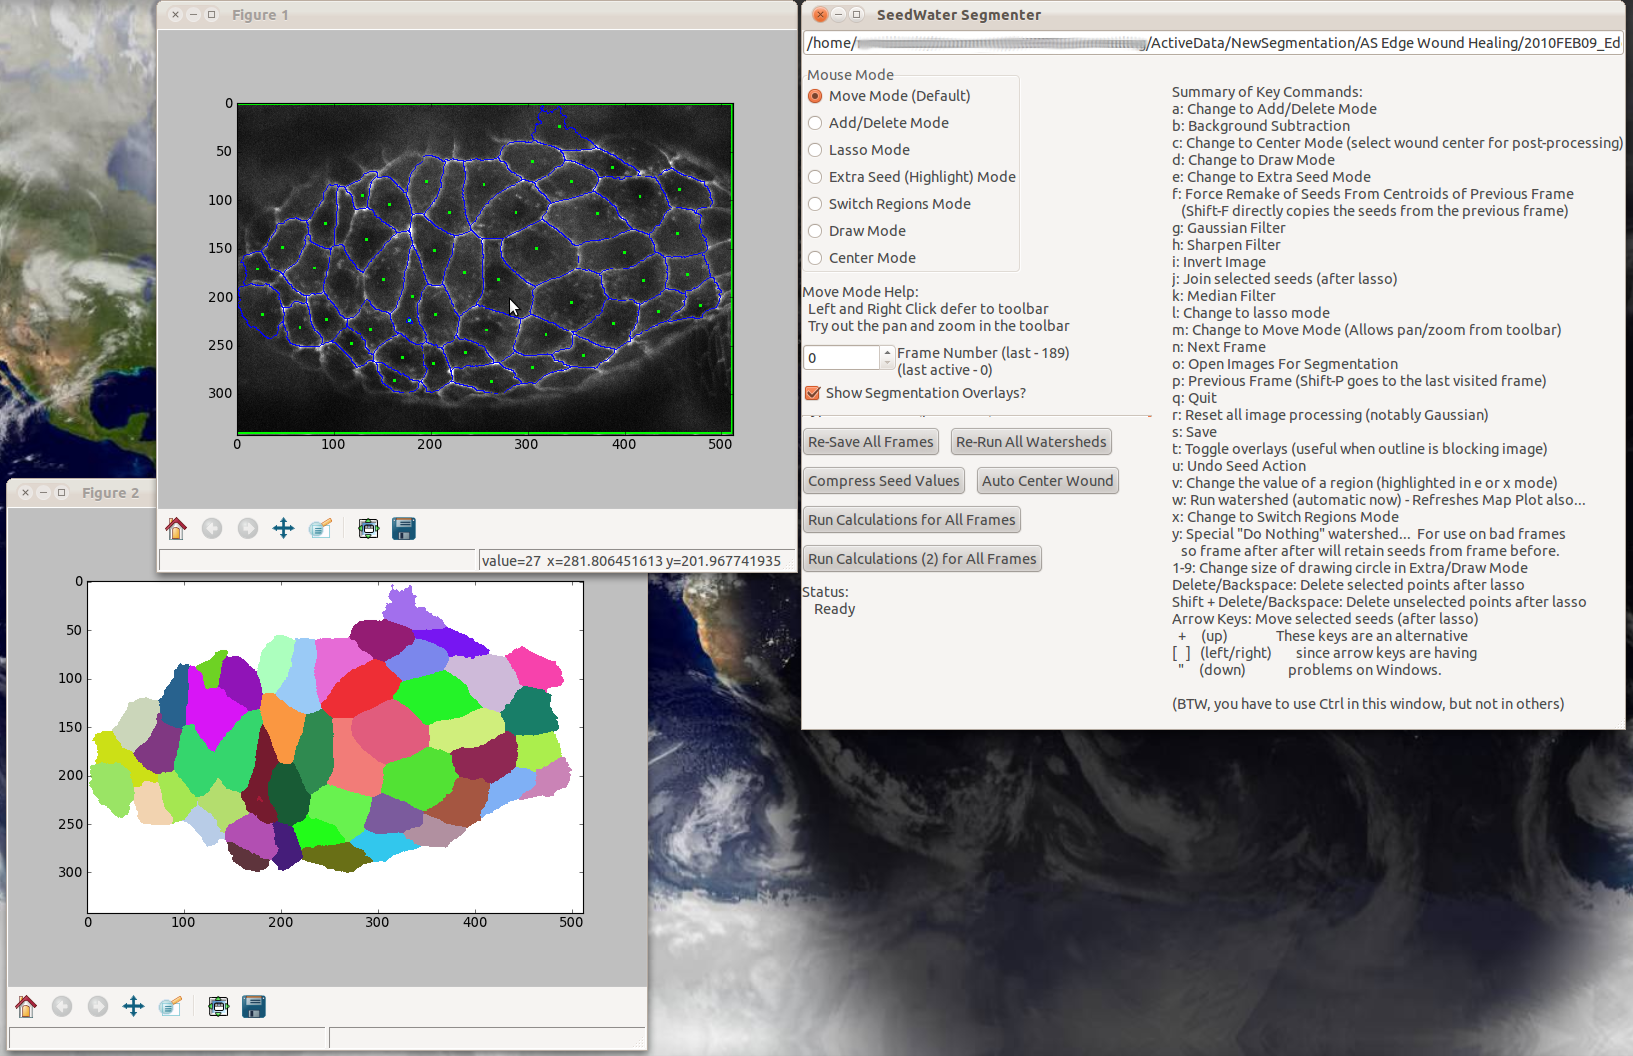 Figure 1
0
50
100
150
200
250
300
0
100
200
300
400
500
value=27 x=281.806451613 y=201.967741935
Figure 2
0
50
100
150
200
250
300
0
100
200
300
400
500
SeedWater Segmenter
/home/ /ActiveData/NewSegmentation/AS Edge Wound Healing/2010FEB09_Ed
Mouse Mode
Move Mode (Default)
Add/Delete Mode
Lasso Mode
Extra Seed (Highlight) Mode
Switch Regions Mode
Draw Mode
Center Mode
Move Mode Help:
Left and Right Click defer to toolbar
Try out the pan and zoom in the toolbar
0 Frame Number (last - 189)
(last active - 0)
Show Segmentation Overlays?
Re-Save All Frames Re-Run All Watersheds
Compress Seed Values Auto Center Wound
Run Calculations for All Frames
Run Calculations (2) for All Frames
Status:
Ready
Summary of Key Commands:
a: Change to Add/Delete Mode
b: Background Subtraction
c: Change to Center Mode (select wound center for post-processing)
d: Change to Draw Mode
e: Change to Extra Seed Mode
f: Force Remake of Seeds From Centroids of Previous Frame
(Shift-F directly copies the seeds from the previous frame)
g: Gaussian Filter
h: Sharpen Filter
i: Invert Image
j: Join selected seeds (after lasso)
k: Median Filter
l: Change to lasso mode
m: Change to Move Mode (Allows pan/zoom from toolbar)
n: Next Frame
o: Open Images For Segmentation
p: Previous Frame (Shift-P goes to the last visited frame)
q: Quit
r: Reset all image processing (notably Gaussian)
s: Save
t: Toggle overlays (useful when outline is blocking image)
u: Undo Seed Action
v: Change the value of a region (highlighted in e or x mode)
w: Run watershed (automatic now) - Refreshes Map Plot also...
x: Change to Switch Regions Mode
y: Special "Do Nothing" watershed... For use on bad frames
so frame after after will retain seeds from frame before.
1-9: Change size of drawing circle in Extra/Draw Mode
Delete/Backspace: Delete selected points after lasso
Shift + Delete/Backspace: Delete unselected points after lasso
Arrow Keys: Move selected seeds (after lasso)
+ (up) These keys are an alternative
[ ] (left/right) since arrow keys are having
" (down) problems on Windows.
(BTW, you have to use Ctrl in this window, but not in others)